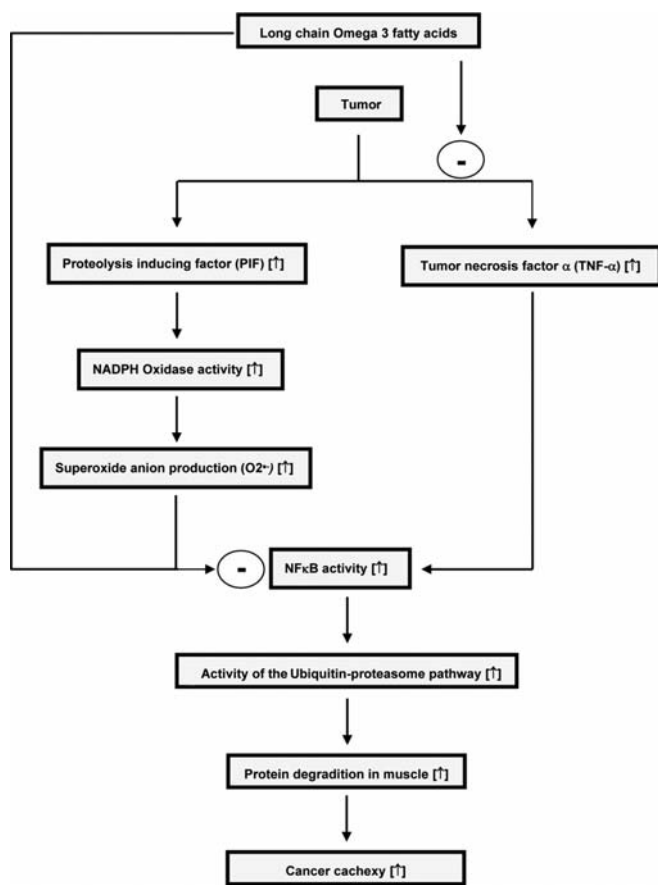 Long chain Omega 3 fatty acids
Tumor
-
Proteolysis inducing factor (PIF) [↑]
Tumor necrosis factor α (TNF-α) [↑]
NADPH Oxidase activity [↑]
Superoxide anion production (O2•-) [↑]
-
NFκB activity [↑]
Activity of the Ubiquitin-proteasome pathway [↑]
Protein degradition in muscle [↑]
Cancer cachexy [↑]